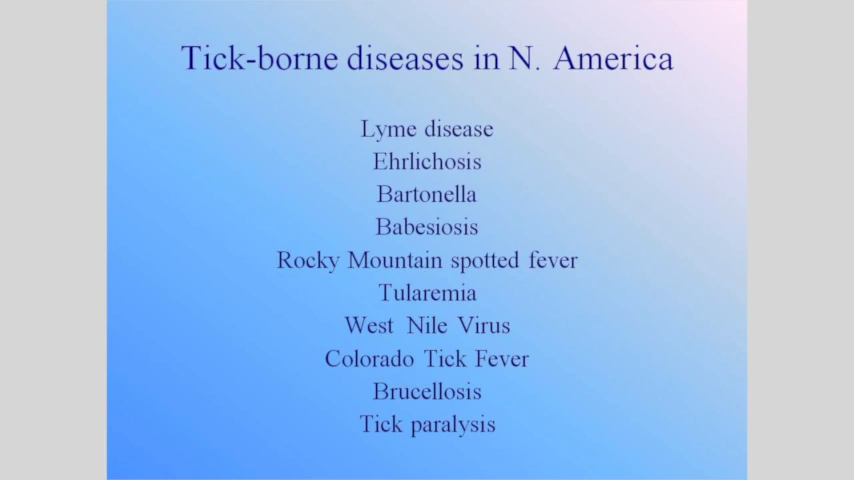 Tick-borne diseases in N. America
Lyme disease
Ehrlichosis
Bartonella
Babesiosis
Rocky Mountain spotted fever
Tularemia
West Nile Virus
Colorado Tick Fever
Brucellosis
Tick paralysis